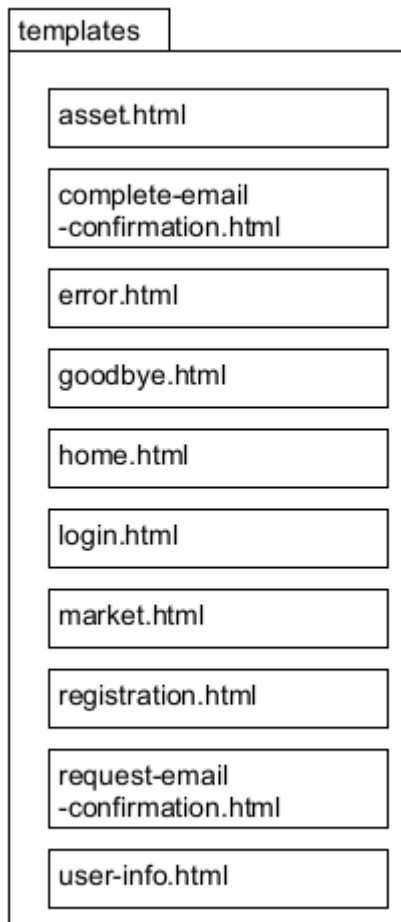 templates
asset.html
complete-email
-confirmation.html
error.html
goodbye.html
home.html
login.html
market.html
registration.html
request-email
-confirmation.html
user-info.html